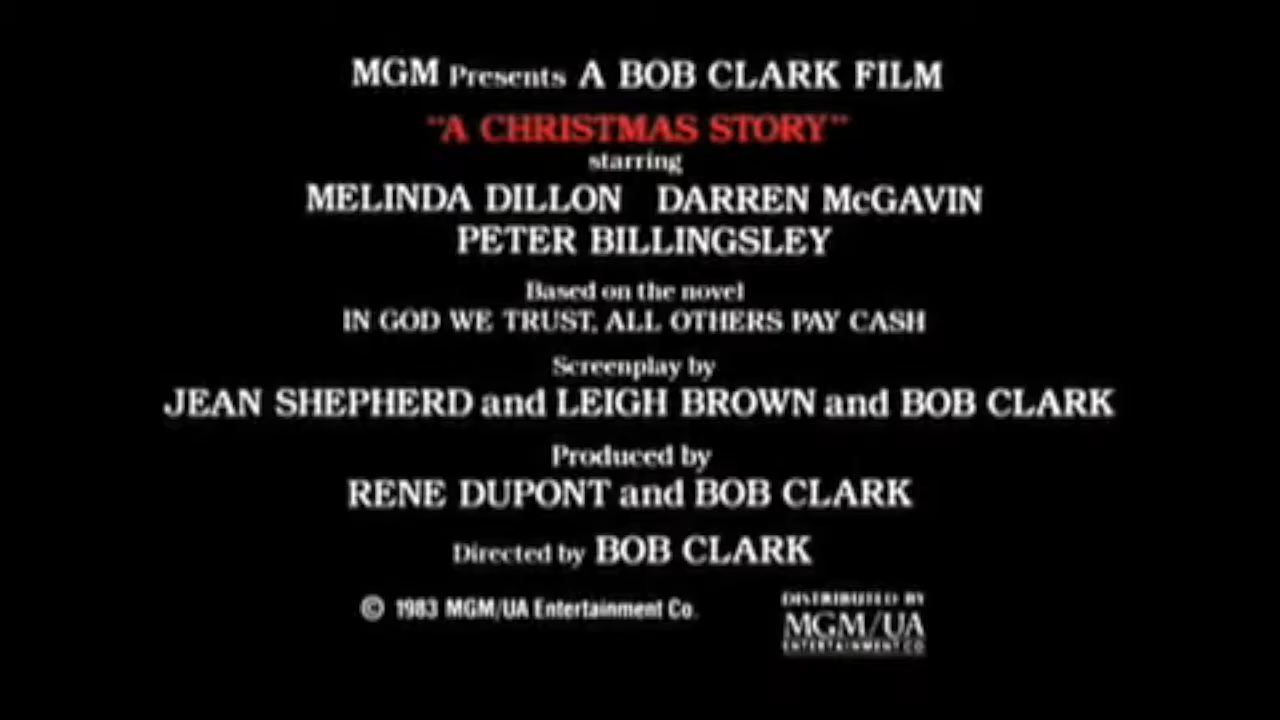 MGM Presents A BOB CLARK FILM
"A CHRISTMAS STORY"
starring
MELINDA DILLON DARREN McGAVIN
PETER BILLINGSLEY
Based on the novel
IN GOD WE TRUST, ALL OTHERS PAY CASH
Screenplay by
JEAN SHEPHERD and LEIGH BROWN and BOB CLARK
Produced by
RENE DUPONT and BOB CLARK
Directed by BOB CLARK
© 1983 MGM/UA Entertainment Co.
DISTRIBUTED BY
MGM/UA
ENTERTAINMENT CO